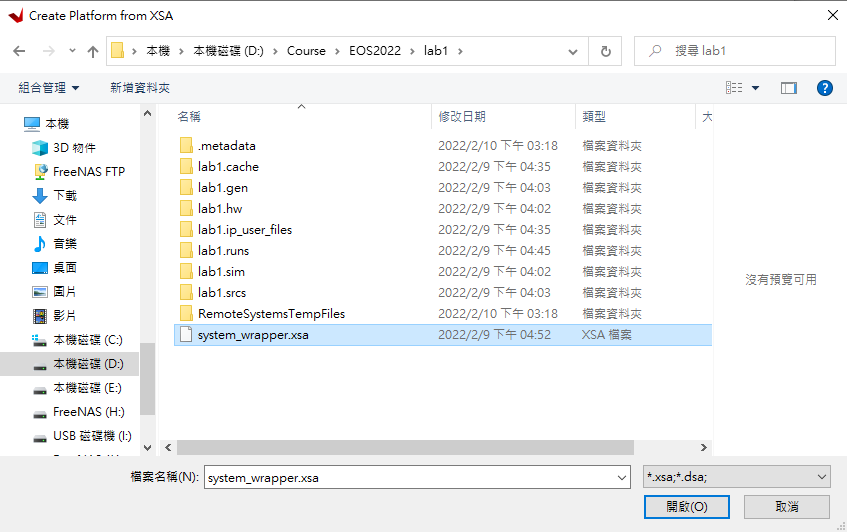 Create Platform from XSA
本機 > 本機磁碟 (D:) > Course > EOS2022 > lab1 >
搜尋 lab1
組合管理
新增資料夾
本機
3D 物件
FreeNAS FTP
下載
文件
音樂
桌面
圖片
影片
本機磁碟 (C:)
本機磁碟 (D:)
本機磁碟 (E:)
FreeNAS (H:)
USB 磁碟機 (I:)
名稱 修改日期 類型 大
.metadata 2022/2/10 下午 03:18 檔案資料夾
lab1.cache 2022/2/9 下午 04:35 檔案資料夾
lab1.gen 2022/2/9 下午 04:03 檔案資料夾
lab1.hw 2022/2/9 下午 04:02 檔案資料夾
lab1.ip_user_files 2022/2/9 下午 04:35 檔案資料夾
lab1.runs 2022/2/9 下午 04:45 檔案資料夾
lab1.sim 2022/2/9 下午 04:02 檔案資料夾
lab1.srcs 2022/2/9 下午 04:03 檔案資料夾
RemoteSystemsTempFiles 2022/2/10 下午 03:18 檔案資料夾
system_wrapper.xsa 2022/2/9 下午 04:52 XSA 檔案
沒有預覽可用
檔案名稱(N): system_wrapper.xsa
*.xsa;*.dsa;
開啟(O)
取消